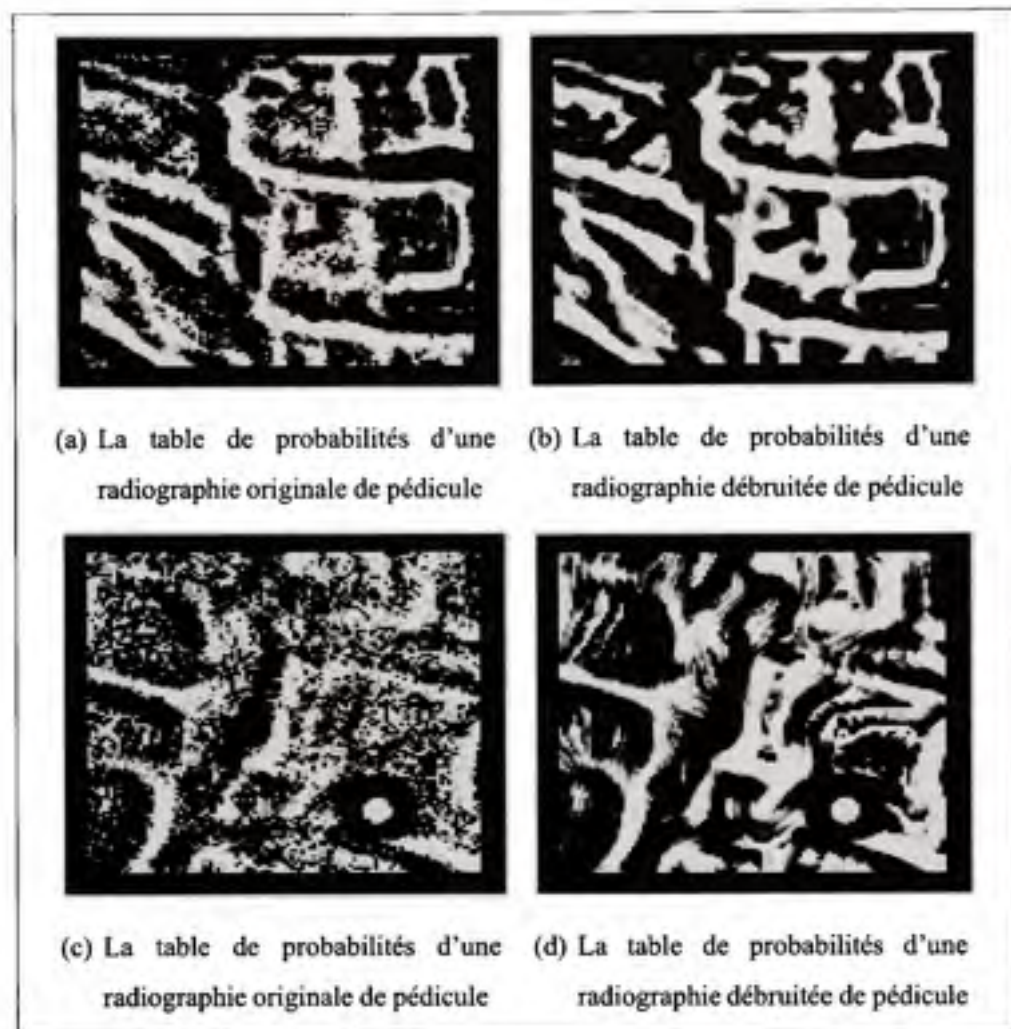 (a) La table de probabilités d'une
radiographie originale de pédicule
(b) La table de probabilités d'une
radiographie débruitée de pédicule
(c) La table de probabilités d'une
radiographie originale de pédicule
(d) La table de probabilités d'une
radiographie débruitée de pédicule